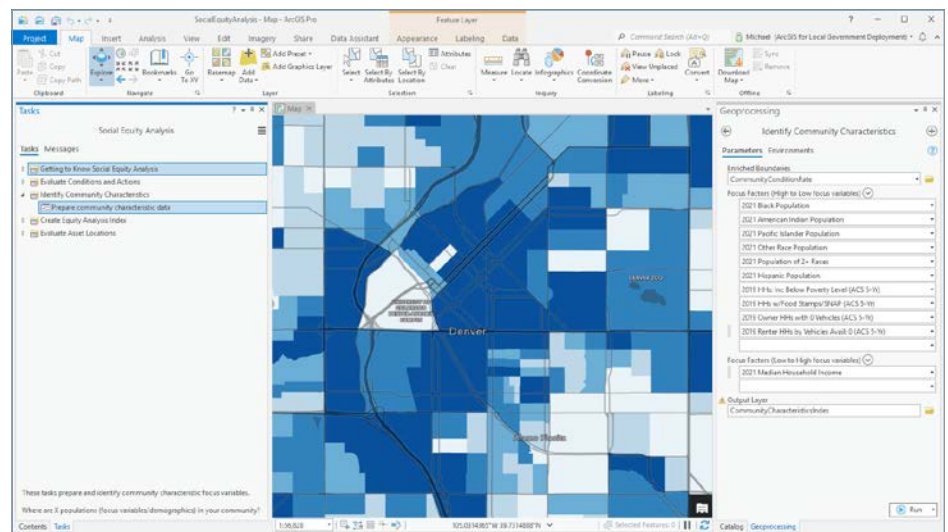 SocialEquityAnalysis - Map - ArcGIS Pro
Feature Layer
Project Map Insert Analysis View Edit Imagery Share Data Assistant Appearance Labeling Data
Command Search (Alt+Q)
Michael (ArcGIS for Local Government Deployment)
Paste
Cut
Copy
Copy Path
Explore
Bookmarks
Go To XY
Basemap
Add Data
Add Preset
Add Graphics Layer
Select
Select By Attributes
Select By Location
Attributes
Clear
Measure
Locate
Infographics
Coordinate Conversion
Pause
Lock
View Unplaced
More
Convert
Download Map
Sync
Remove
Clipboard
Navigate
Layer
Selection
Inquiry
Labeling
Offline
Tasks
Social Equity Analysis
Tasks Messages
Getting to Know Social Equity Analysis
Evaluate Conditions and Actions
Identify Community Characteristics
Prepare community characteristic data
Create Equity Analysis Index
Evaluate Asset Locations
These tasks prepare and identify community characteristic focus variables.
Where are X populations (focus variables/demographics) in your community?
Contents Tasks
Map
Denver
DENVER ZOO
1:56,628
Selected Features: 0
Geoprocessing
Identify Community Characteristics
Parameters Environments
Enriched Boundaries
CommunityConditionRate
Focus Factors (High to Low focus variables)
2021 Black Population
2021 American Indian Population
2021 Pacific Islander Population
2021 Other Race Population
2021 Population of 2+ Races
2021 Hispanic Population
2019 HHs: Inc Below Poverty Level (ACS 5-Yr)
2019 HHs w/Food Stamps/SNAP (ACS 5-Yr)
2019 Owner HHs with 0 Vehicles (ACS 5-Yr)
2019 Renter HHs by Vehicles Avail: 0 (ACS 5-Yr)
Focus Factors (Low to High focus variables)
2021 Median Household Income
Output Layer
CommunityCharacteristicsIndex
Run
Catalog Geoprocessing